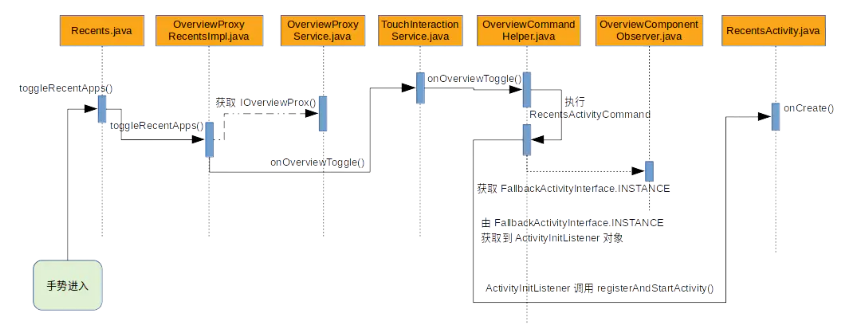 Recents.java
OverviewProxy
RecentsImpl.java
OverviewProxy
Service.java
TouchInteraction
Service.java
OverviewCommand
Helper.java
OverviewComponent
Observer.java
RecentsActivity.java
toggleRecentApps()
获取 IOverviewProx()
onOverviewToggle()
执行
RecentsActivityCommand
onCreate()
toggleRecentApps()
onOverviewToggle()
获取 FallbackActivityInterface.INSTANCE
由 FallbackActivityInterface.INSTANCE
获取到 ActivityInitListener 对象
手势进入
ActivityInitListener 调用 registerAndStartActivity()